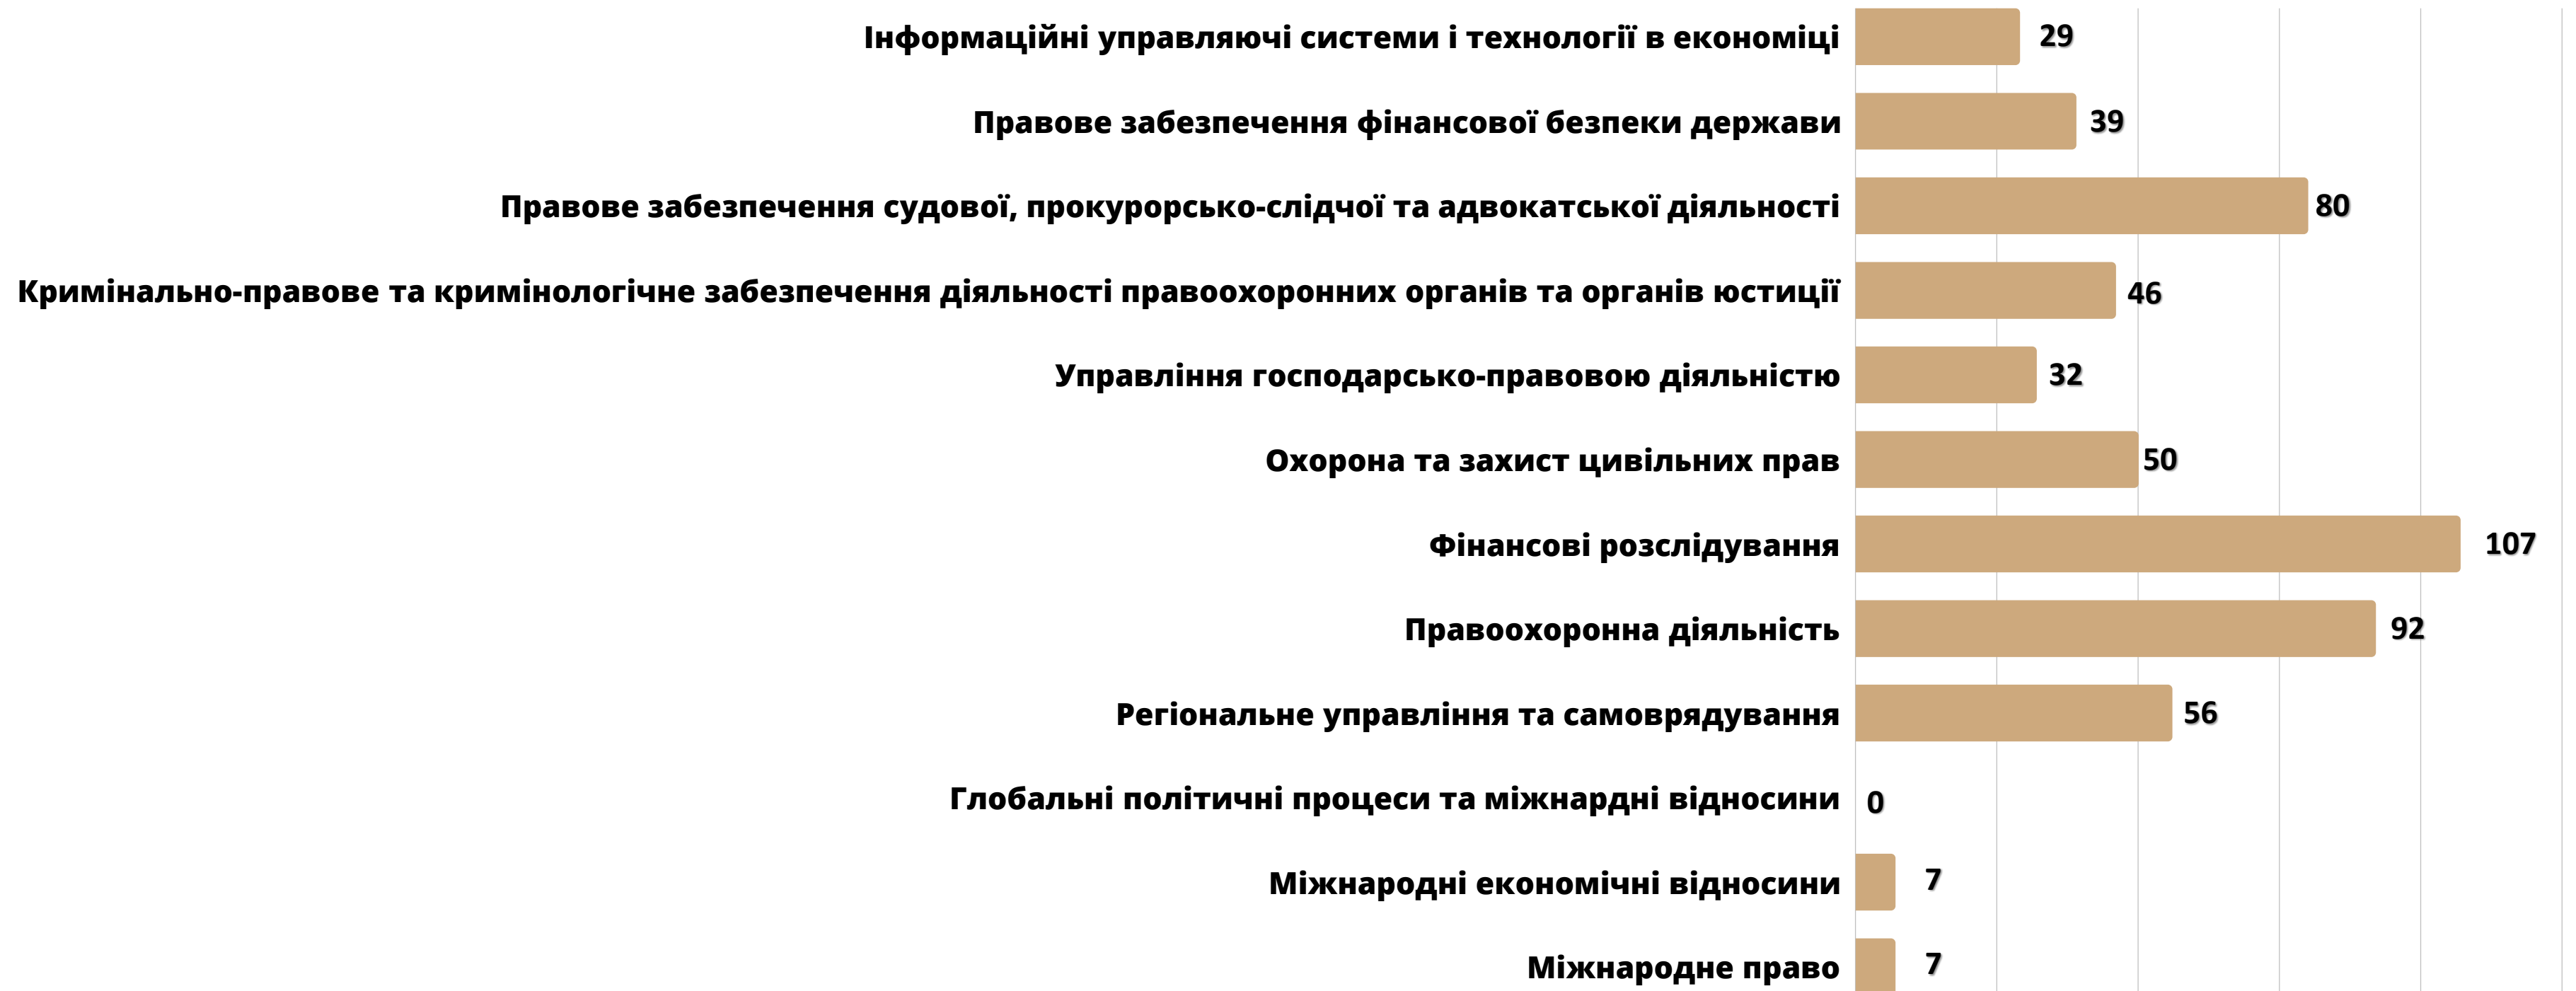 Інформаційні управляючі системи і технології в економіці 29
Правове забезпечення фінансової безпеки держави 39
Правове забезпечення судової, прокурорсько-слідчої та адвокатської діяльності 80
Кримінально-правове та кримінологічне забезпечення діяльності правоохоронних органів та органів юстиції 46
Управління господарсько-правовою діяльністю 32
Охорона та захист цивільних прав 50
Фінансові розслідування 107
Правоохоронна діяльність 92
Регіональне управління та самоврядування 56
Глобальні політичні процеси та міжнардні відносини 0
Міжнародні економічні відносини 7
Міжнародне право 7